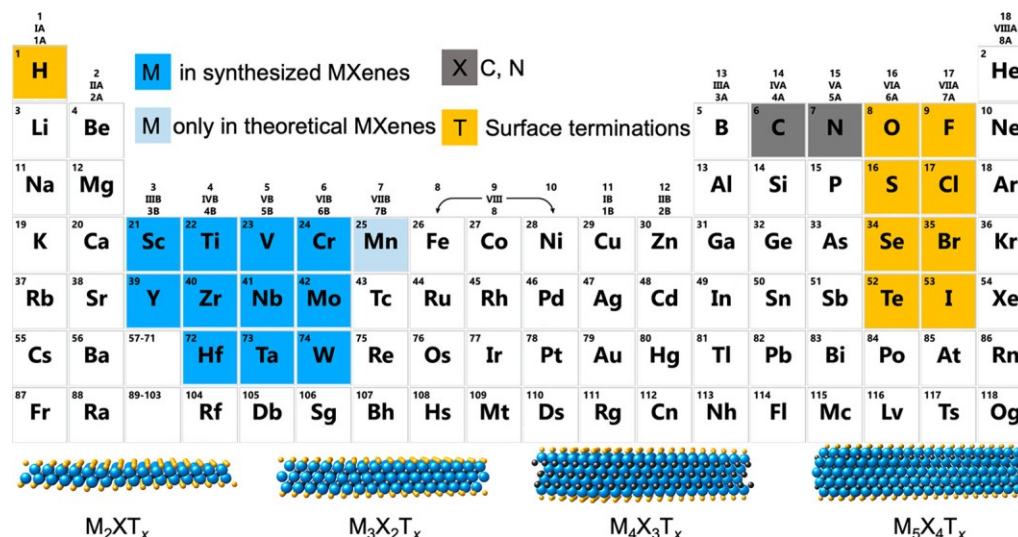 1
IA
1A
18
VIIIA
8A
1
H
2
IIA
2A
M in synthesized MXenes
X C, N
13
IIIA
3A
14
IVA
4A
15
VA
5A
16
VIA
6A
17
VIIA
7A
2
He
3
Li
4
Be
M only in theoretical MXenes
T Surface terminations
5
B
6
C
7
N
8
O
9
F
10
Ne
11
Na
12
Mg
3
IIIB
3B
4
IVB
4B
5
VB
5B
6
VIB
6B
7
VIIB
7B
8 9 10
VIII
8
11
IB
1B
12
IIB
2B
13
Al
14
Si
15
P
16
S
17
Cl
18
Ar
19
K
20
Ca
21
Sc
22
Ti
23
V
24
Cr
25
Mn
26
Fe
27
Co
28
Ni
29
Cu
30
Zn
31
Ga
32
Ge
33
As
34
Se
35
Br
36
Kr
37
Rb
38
Sr
39
Y
40
Zr
41
Nb
42
Mo
43
Tc
44
Ru
45
Rh
46
Pd
47
Ag
48
Cd
49
In
50
Sn
51
Sb
52
Te
53
I
54
Xe
55
Cs
56
Ba
57-71
72
Hf
73
Ta
74
W
75
Re
76
Os
77
Ir
78
Pt
79
Au
80
Hg
81
Tl
82
Pb
83
Bi
84
Po
85
At
86
Rn
87
Fr
88
Ra
89-103
104
Rf
105
Db
106
Sg
107
Bh
108
Hs
109
Mt
110
Ds
111
Rg
112
Cn
113
Nh
114
Fl
115
Mc
116
Lv
117
Ts
118
Og
M₂XTₓ
M₃X₂Tₓ
M₄X₃Tₓ
M₅X₄Tₓ